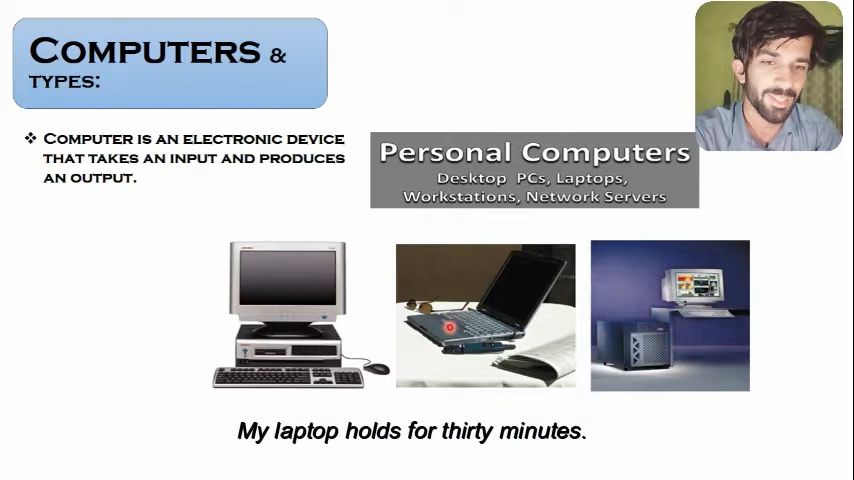 COMPUTERS &
TYPES:
❖ COMPUTER IS AN ELECTRONIC DEVICE
THAT TAKES AN INPUT AND PRODUCES
AN OUTPUT.
Personal Computers
Desktop PCs, Laptops,
Workstations, Network Servers
My laptop holds for thirty minutes.